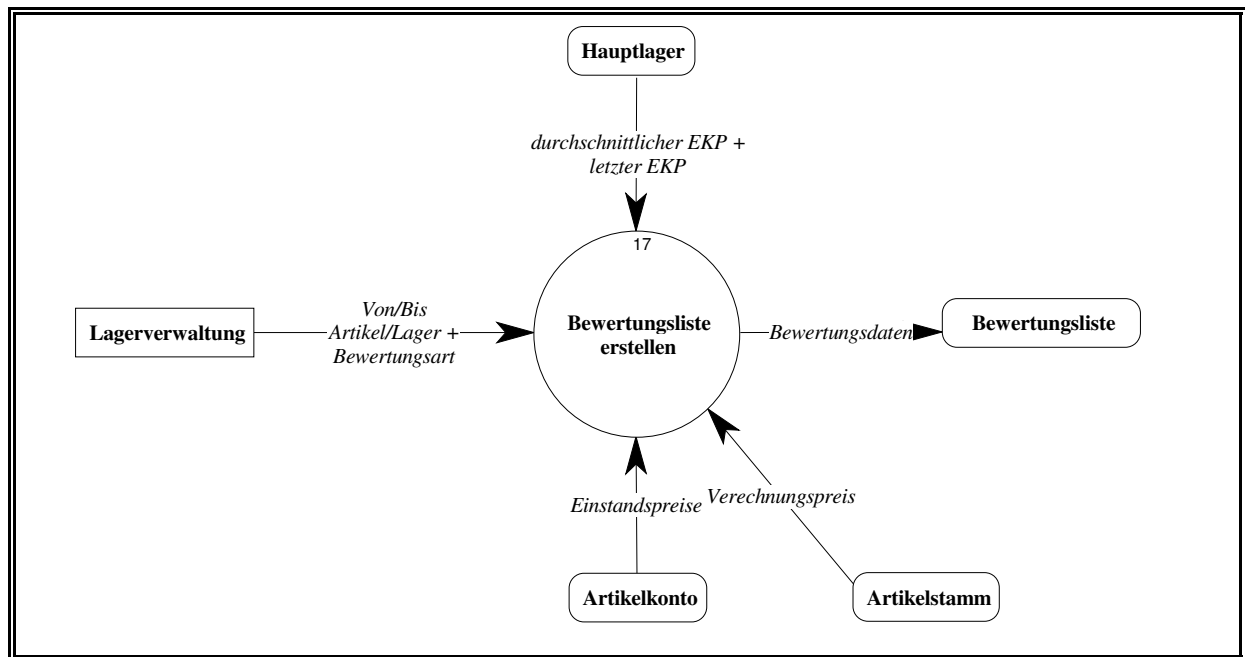 Hauptlager
durchschnittlicher EKP +
letzter EKP
17
Lagerverwaltung
Von/Bis
Artikel/Lager +
Bewertungsart
Bewertungsliste
erstellen
Bewertungsdaten
Bewertungsliste
Einstandspreise
Verechnungspreis
Artikelkonto
Artikelstamm